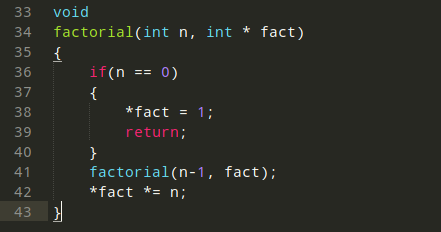 33 void
34 factorial(int n, int * fact)
35 {
36     if(n == 0)
37     {
38         *fact = 1;
39         return;
40     }
41     factorial(n-1, fact);
42     *fact *= n;
43 }